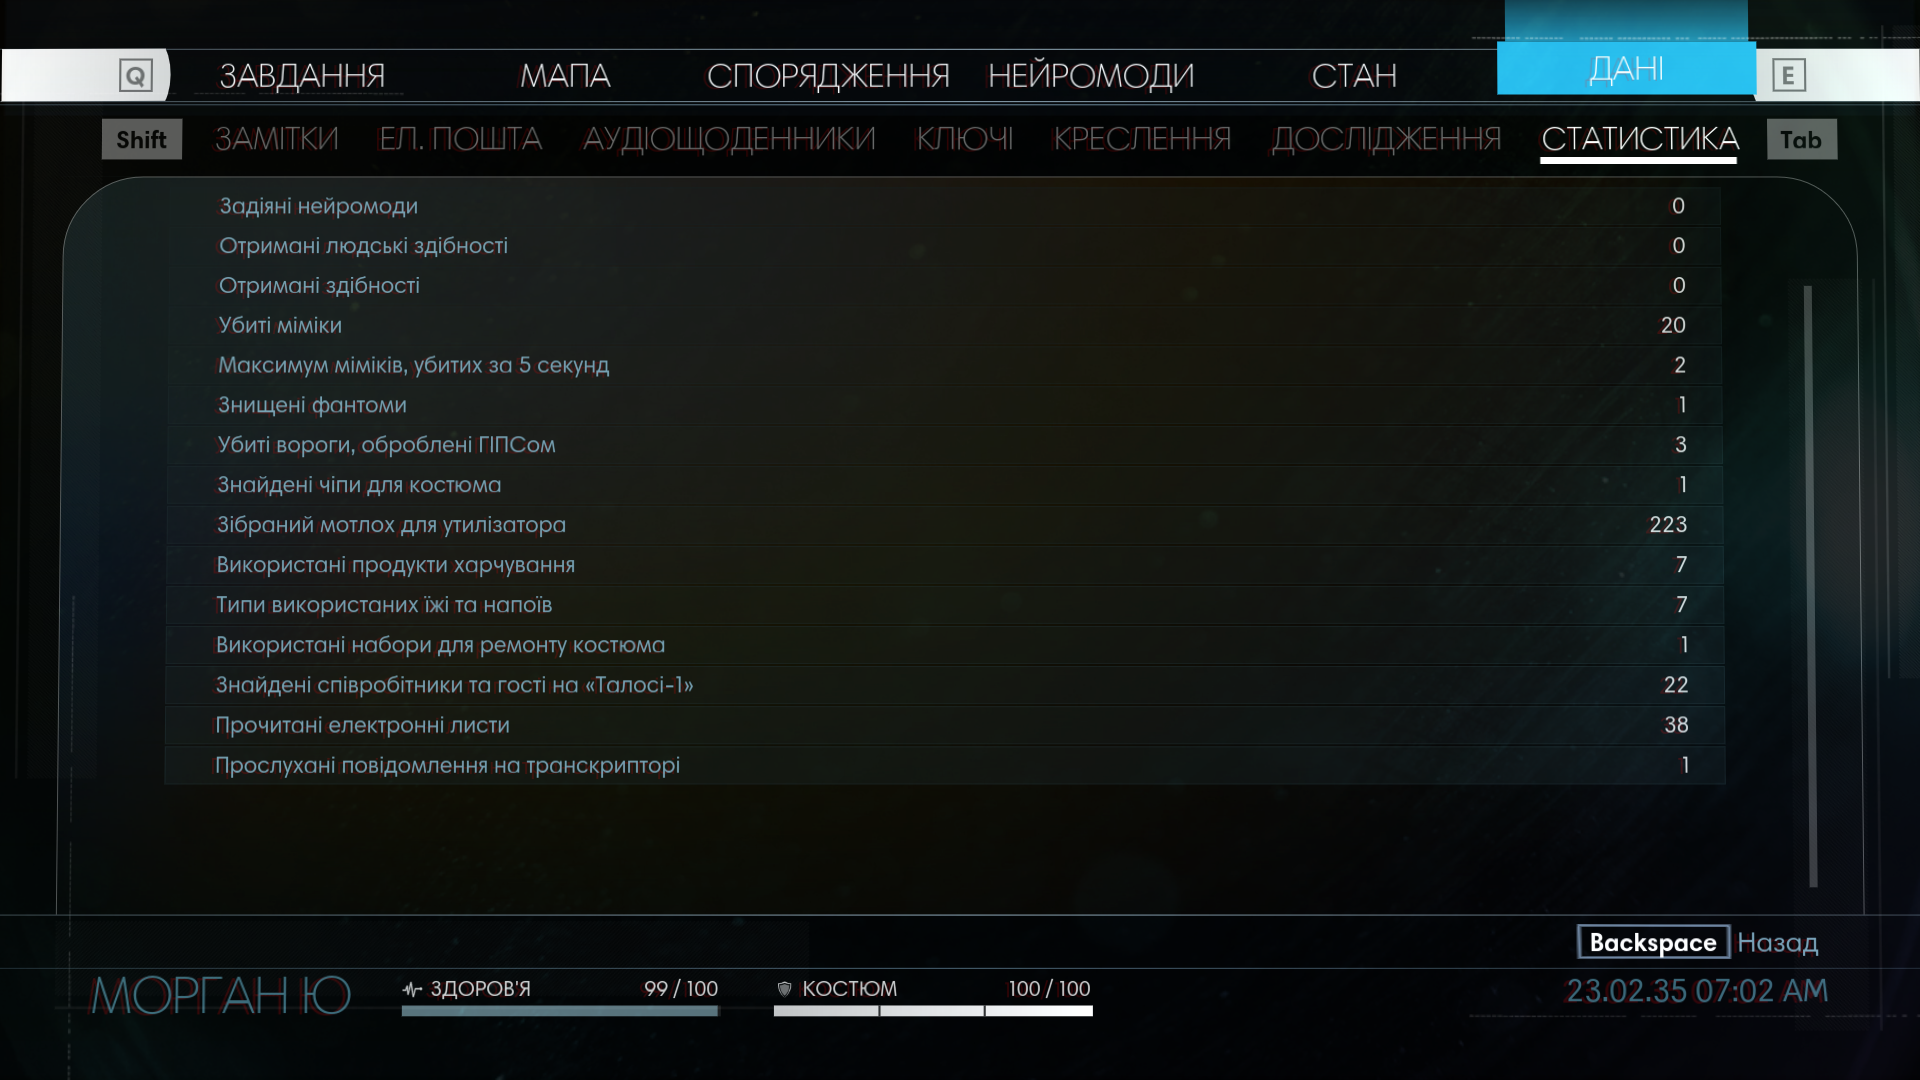 Q ЗАВДАННЯ МАПА СПОРЯДЖЕННЯ НЕЙРОМОДИ СТАН ДАНІ E
Shift ЗАМІТКИ ЕЛ. ПОШТА АУДІОЩОДЕННИКИ КЛЮЧІ КРЕСЛЕННЯ ДОСЛІДЖЕННЯ СТАТИСТИКА Tab
Задіяні нейромоди 0
Отримані людські здібності 0
Отримані здібності 0
Убиті міміки 20
Максимум міміків, убитих за 5 секунд 2
Знищені фантоми 1
Убиті вороги, оброблені ГІПСом 3
Знайдені чіпи для костюма 1
Зібраний мотлох для утилізатора 223
Використані продукти харчування 7
Типи використаних їжі та напоїв 7
Використані набори для ремонту костюма 1
Знайдені співробітники та гості на «Талосі-1» 22
Прочитані електронні листи 38
Прослухані повідомлення на транскрипторі 1
Backspace Назад
МОРГАН Ю ЗДОРОВ'Я 99 / 100 КОСТЮМ 100 / 100 23.02.35 07:02 AM